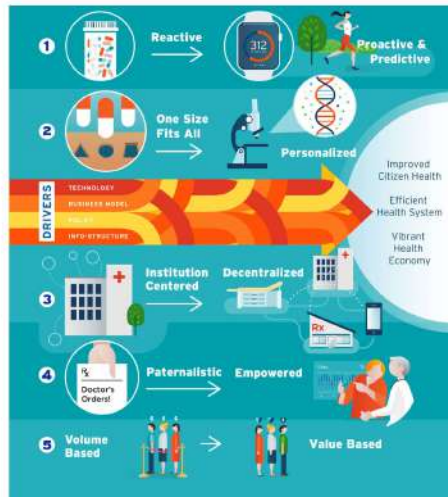 1
Reactive
312
Proactive &
Predictive
2
One Size
Fits All
Personalized
DRIVERS
TECHNOLOGY
BUSINESS MODEL
POLICY
INFO-STRUCTURE
Improved
Citizen Health
Efficient
Health System
Vibrant
Health
Economy
3
Institution
Centered
Decentralized
Rx
4
Rx
Doctor's
Orders!
Paternalistic
Empowered
5
Volume
Based
Value Based